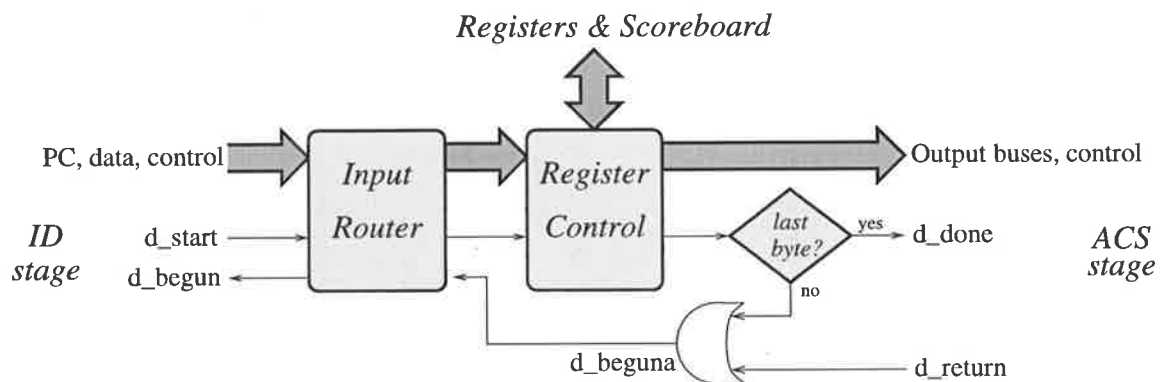 Registers & Scoreboard
PC, data, control
Input
Router
Register
Control
Output buses, control
ID
stage
d_start
d_begun
last
byte?
yes
d_done
ACS
stage
no
d_beguna
d_return